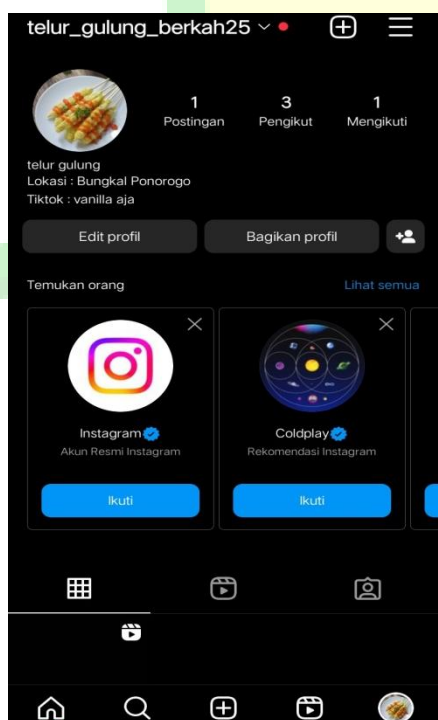 telur_gulung_berkah25
1 3 1
Postingan Pengikut Mengikuti
telur gulung
Lokasi : Bungkal Ponorogo
Tiktok : vanilla aja
Edit profil Bagikan profil
Temukan orang Lihat semua
Instagram Coldplay
Akun Resmi Instagram Rekomendasi Instagram
Ikuti Ikuti